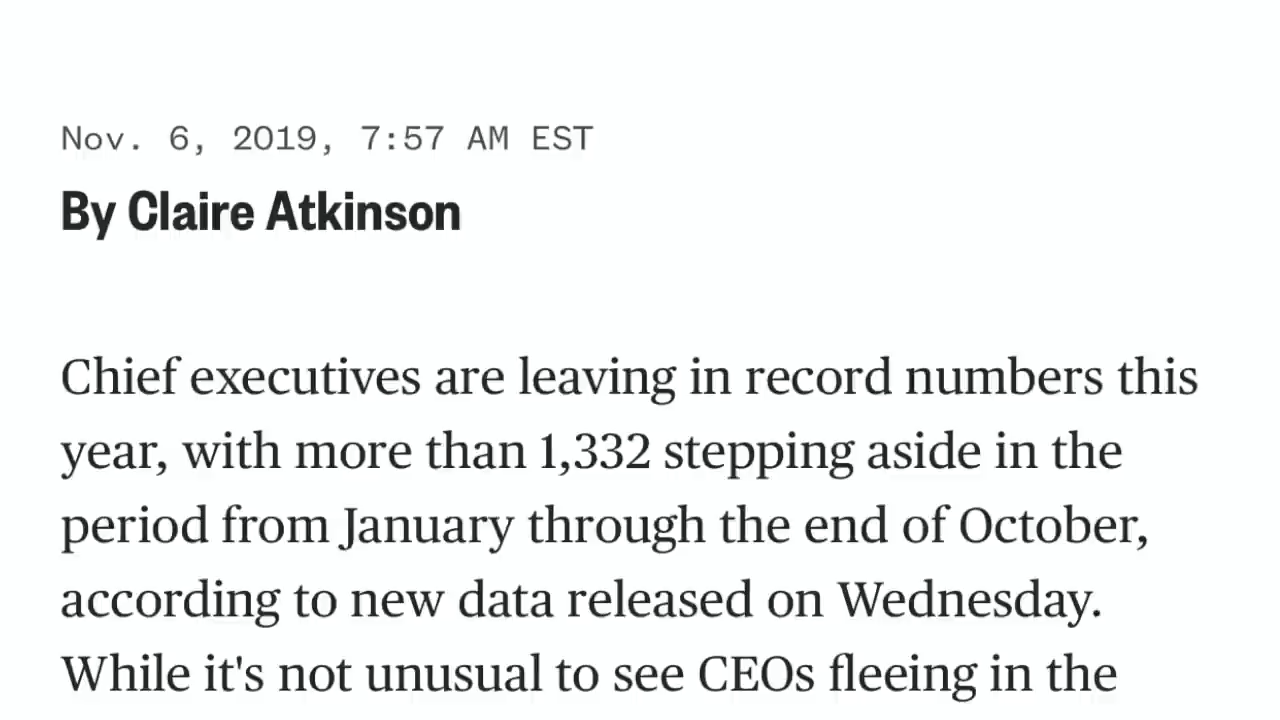 Nov. 6, 2019, 7:57 AM EST
By Claire Atkinson
Chief executives are leaving in record numbers this
year, with more than 1,332 stepping aside in the
period from January through the end of October,
according to new data released on Wednesday.
While it's not unusual to see CEOs fleeing in the